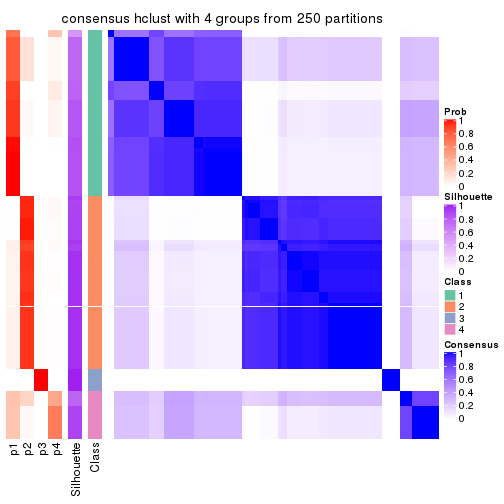 consensus hclust with 4 groups from 250 partitions
Prob
1
0.8
0.6
0.4
0.2
0
Silhouette
1
0.8
0.6
0.4
0.2
0
Class
1
2
3
4
Consensus
1
0.8
0.6
0.4
0.2
0
p1
p2
p3
p4
Silhouette
Class